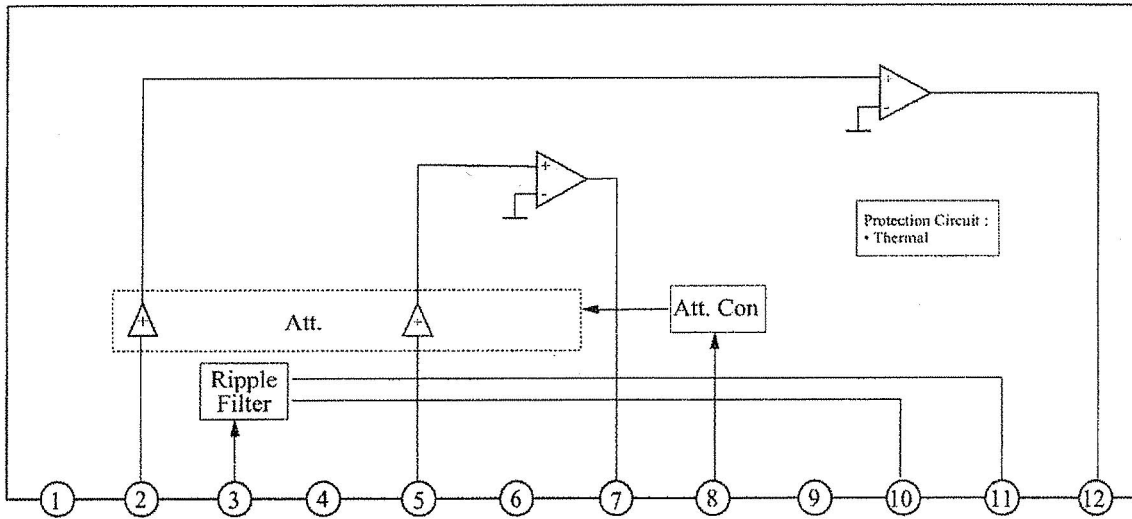 +
-
+
-
Protection Circuit :
• Thermal
+
Att.
+
Att. Con
Ripple
Filter
1 2 3 4 5 6 7 8 9 10 11 12